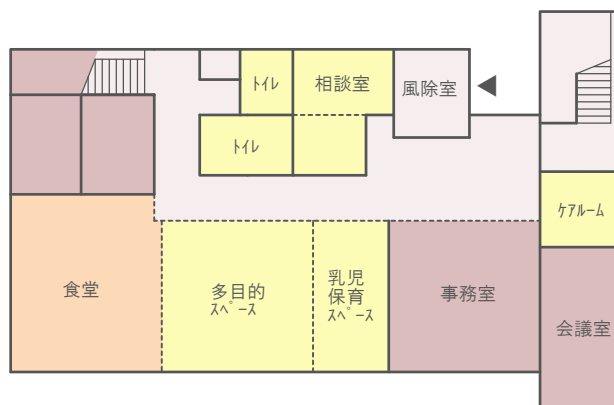 トイレ
相談室
風除室
トイレ
ケアルーム
食堂
多目的
スペース
乳児
保育
スペース
事務室
会議室